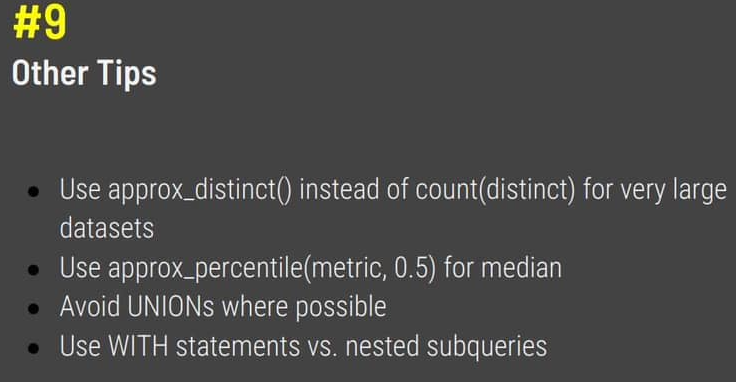 #9
Other Tips
● Use approx_distinct() instead of count(distinct) for very large
datasets
● Use approx_percentile(metric, 0.5) for median
● Avoid UNIONs where possible
● Use WITH statements vs. nested subqueries